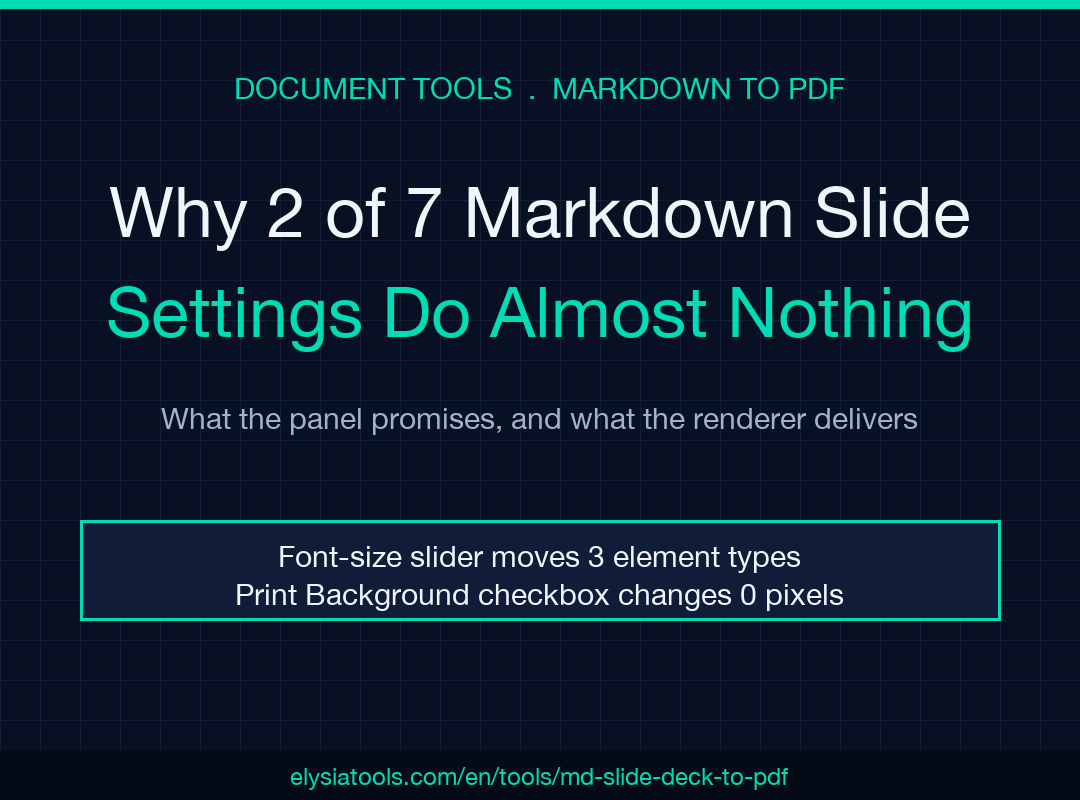 DOCUMENT TOOLS . MARKDOWN TO PDF
Why 2 of 7 Markdown Slide
Settings Do Almost Nothing
What the panel promises, and what the renderer delivers
Font-size slider moves 3 element types
Print Background checkbox changes 0 pixels
elysiatools.com/en/tools/md-slide-deck-to-pdf